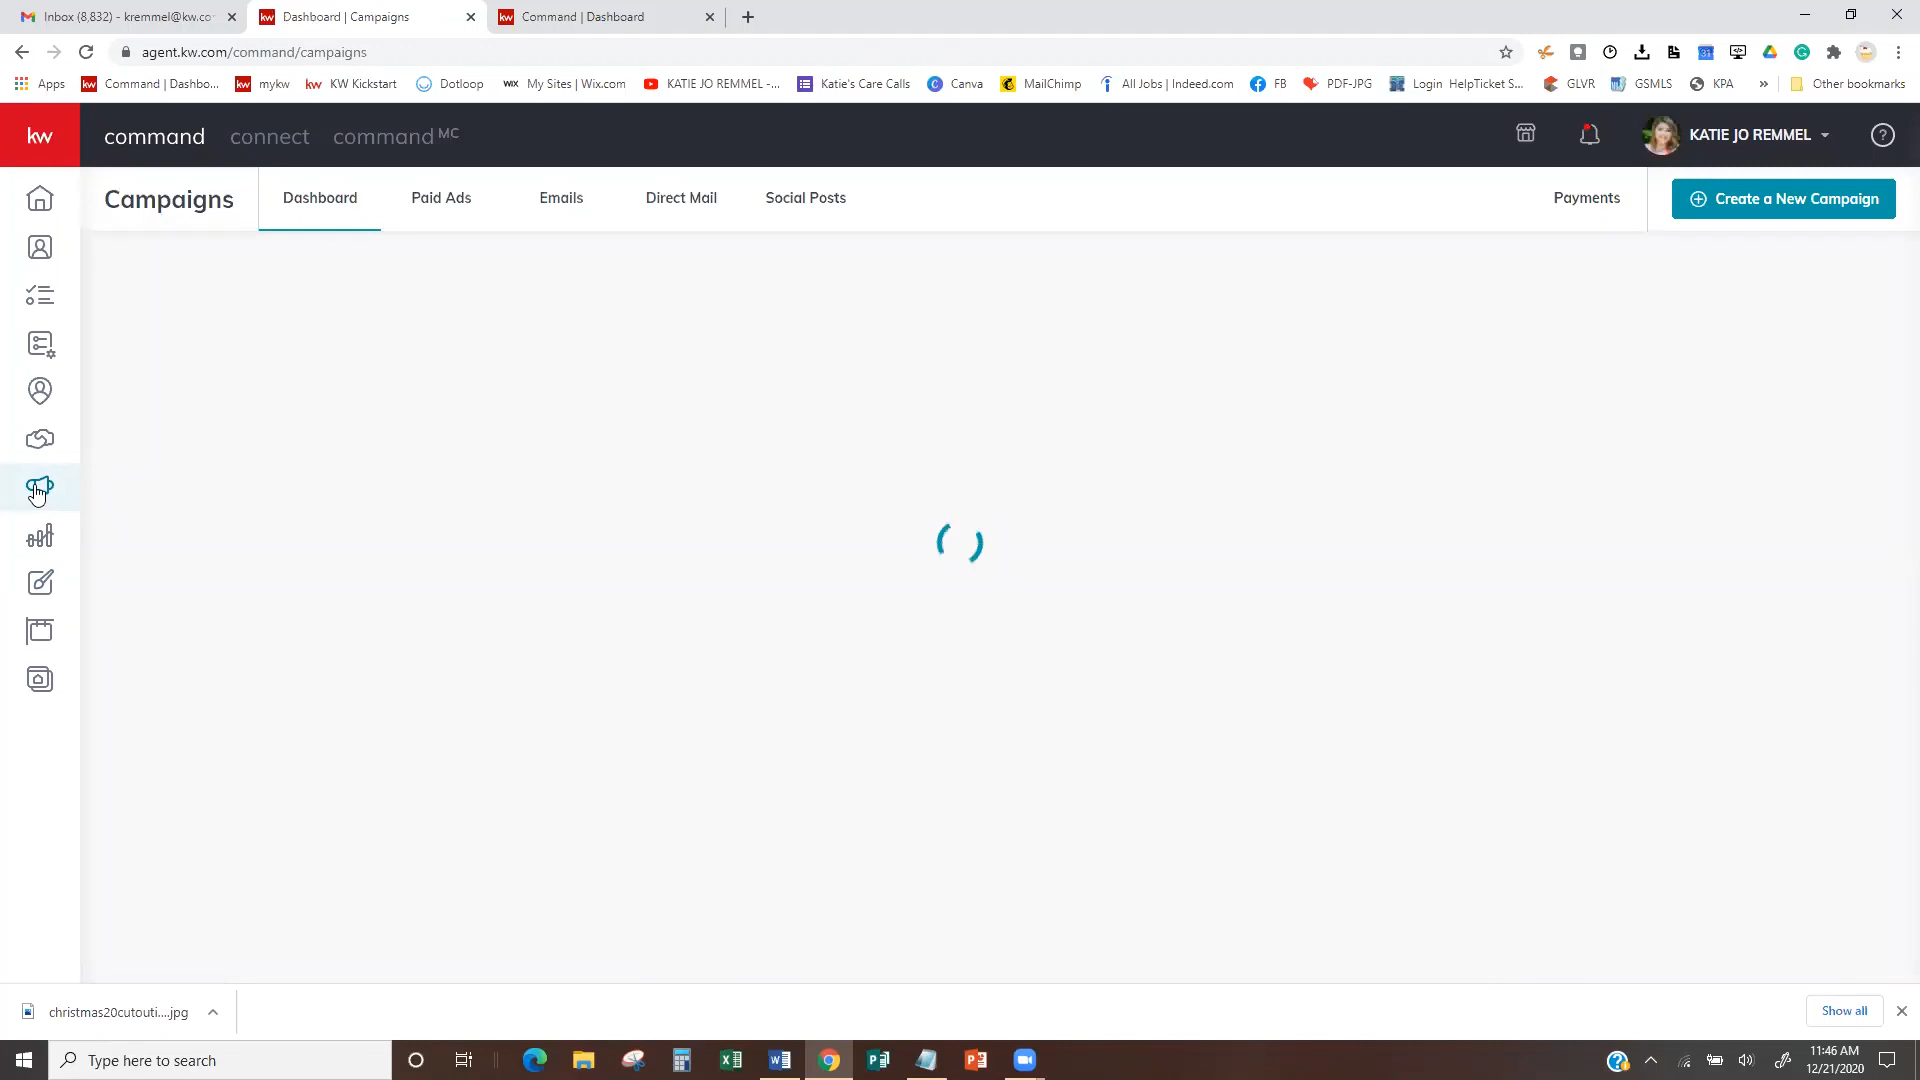 Inbox (8,832) - kremmel@kw.co
Dashboard | Campaigns
Command | Dashboard
agent.kw.com/command/campaigns
Apps
kw Command | Dashbo...
kw mykw
kw KW Kickstart
Dotloop
WIX My Sites | Wix.com
KATIE JO REMMEL -...
Katie's Care Calls
Canva
MailChimp
All Jobs | Indeed.com
FB
PDF-JPG
Login HelpTicket S...
GLVR
GSMLS
KPA
»
Other bookmarks
kw
command connect command MC
KATIE JO REMMEL
Campaigns
Dashboard
Paid Ads
Emails
Direct Mail
Social Posts
Payments
Create a New Campaign
christmas20cutouti....jpg
Show all
Type here to search
11:46 AM
12/21/2020